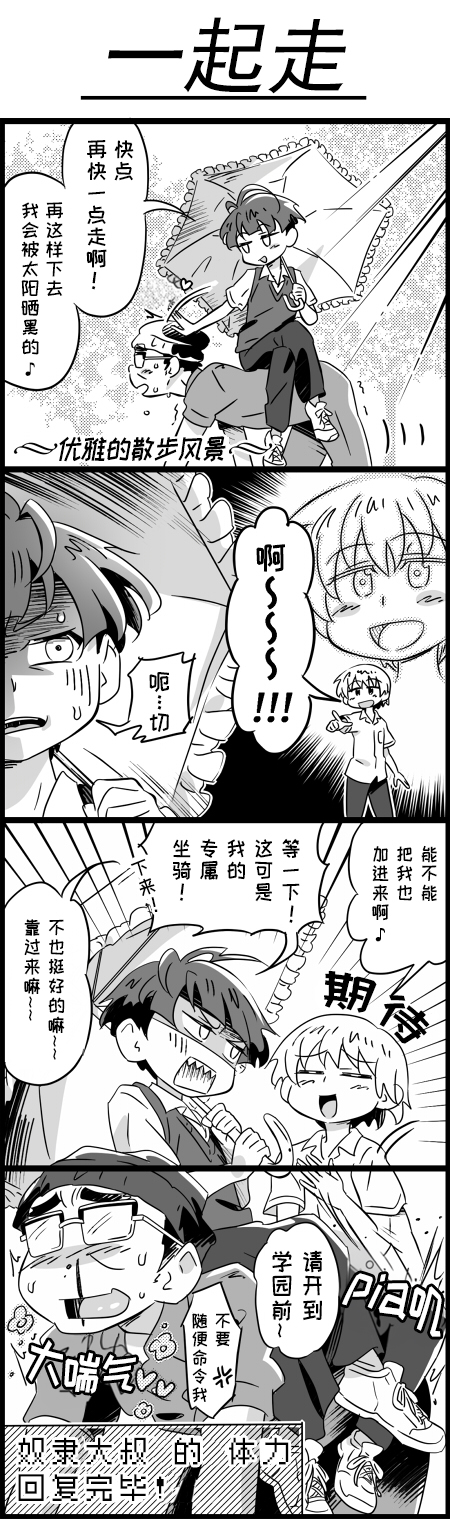 一起走
快点
再快一点走啊！
再这样下去
我会被太阳晒黑的♪
～优雅的散步风景～
啊～～～～!!!
呃…切
能不能
把我也
加进来啊♪
等一下！
这可是
我的
专属
坐骑！
下来!!
期待
不也挺好的嘛～
靠过来嘛～～
请开到
学园前～
pia叽
不要
随便命令我
大喘气
奴隶大叔 的 体力
回复完毕!